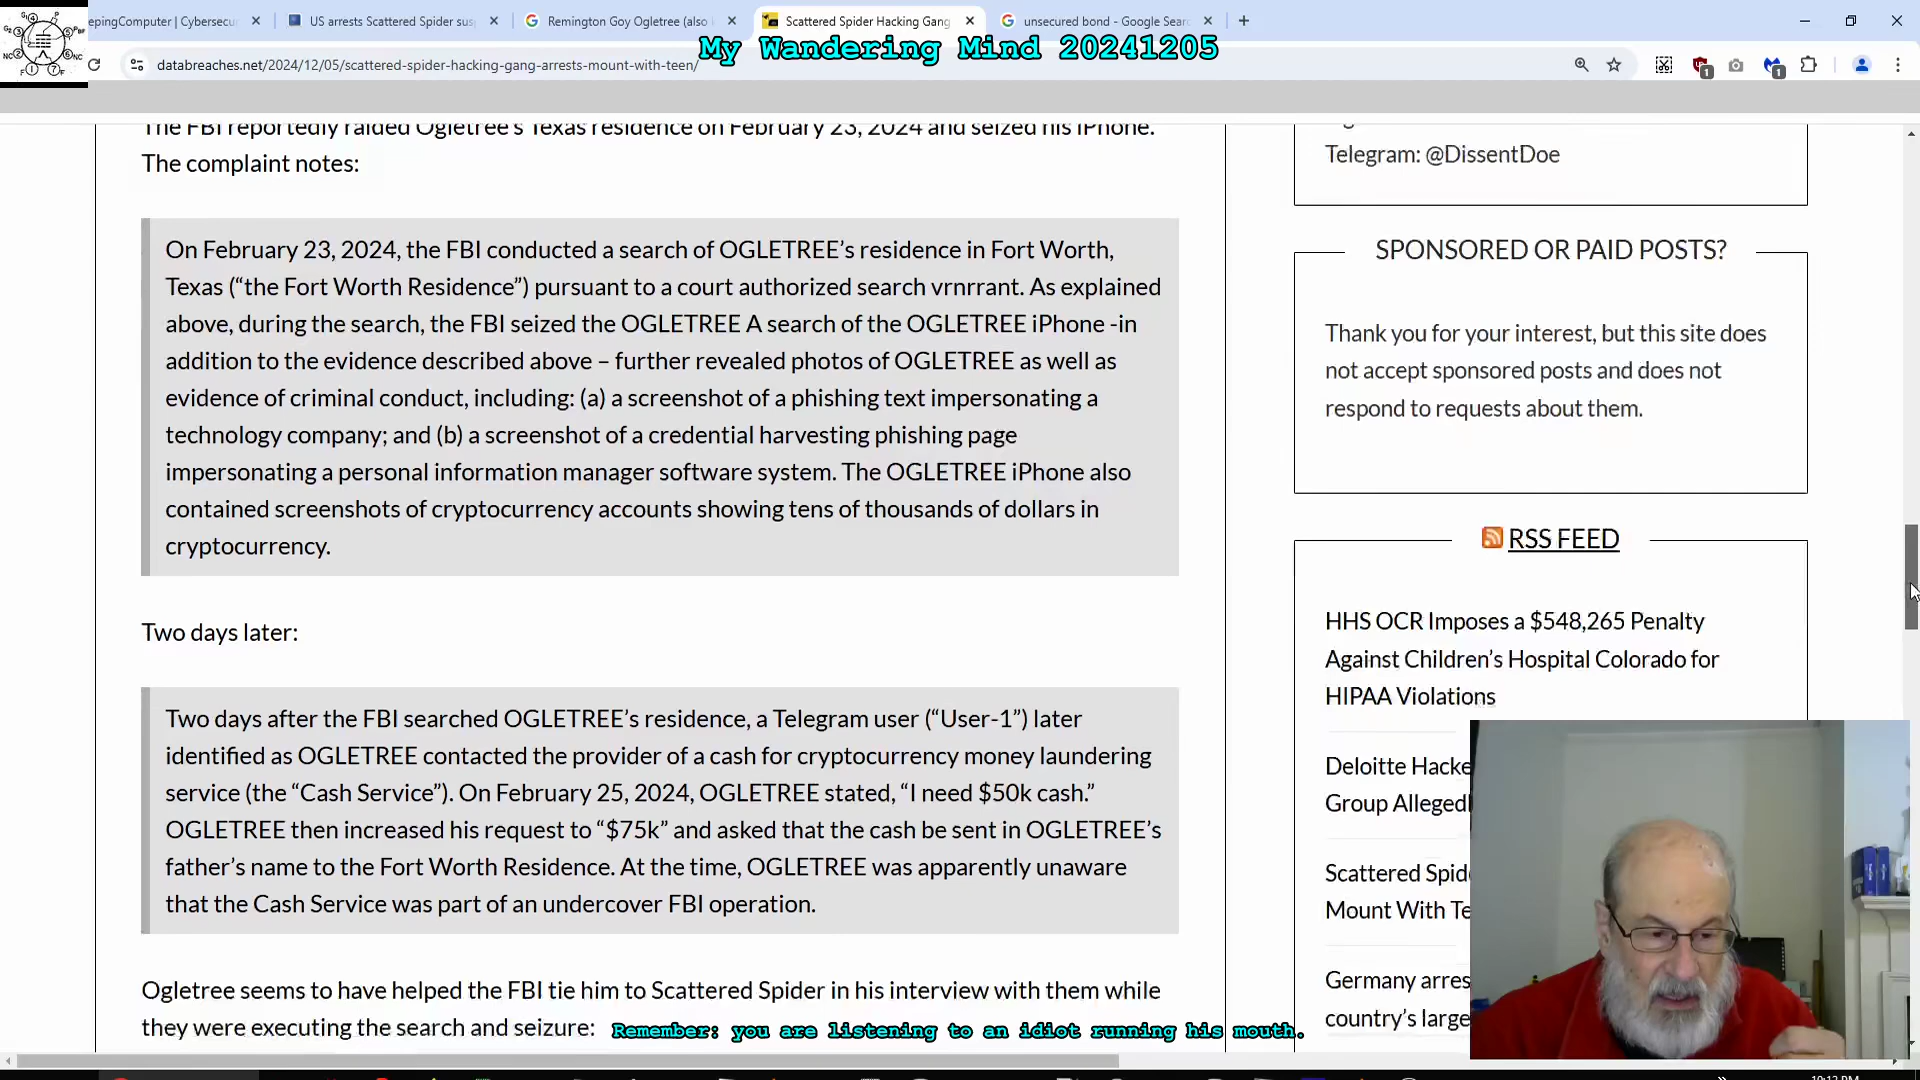 epingComputer | Cybersecu
US arrests Scattered Spider sus
Remington Goy Ogletree (also
Scattered Spider Hacking Gang
unsecured bond - Google Sear
My Wandering Mind 20241205
databreaches.net/2024/12/05/scattered-spider-hacking-gang-arrests-mount-with-teen/
The FBI reportedly raided Ogletree's Texas residence on February 23, 2024 and seized his iPhone.
The complaint notes:
On February 23, 2024, the FBI conducted a search of OGLETREE’s residence in Fort Worth,
Texas (“the Fort Worth Residence”) pursuant to a court authorized search vrnrrant. As explained
above, during the search, the FBI seized the OGLETREE A search of the OGLETREE iPhone -in
addition to the evidence described above – further revealed photos of OGLETREE as well as
evidence of criminal conduct, including: (a) a screenshot of a phishing text impersonating a
technology company; and (b) a screenshot of a credential harvesting phishing page
impersonating a personal information manager software system. The OGLETREE iPhone also
contained screenshots of cryptocurrency accounts showing tens of thousands of dollars in
cryptocurrency.
Two days later:
Two days after the FBI searched OGLETREE’s residence, a Telegram user (“User-1”) later
identified as OGLETREE contacted the provider of a cash for cryptocurrency money laundering
service (the “Cash Service”). On February 25, 2024, OGLETREE stated, “I need $50k cash.”
OGLETREE then increased his request to “$75k” and asked that the cash be sent in OGLETREE’s
father’s name to the Fort Worth Residence. At the time, OGLETREE was apparently unaware
that the Cash Service was part of an undercover FBI operation.
Ogletree seems to have helped the FBI tie him to Scattered Spider in his interview with them while
they were executing the search and seizure:
Remember: you are listening to an idiot running his mouth.
Telegram: @DissentDoe
SPONSORED OR PAID POSTS?
Thank you for your interest, but this site does
not accept sponsored posts and does not
respond to requests about them.
RSS FEED
HHS OCR Imposes a $548,265 Penalty
Against Children’s Hospital Colorado for
HIPAA Violations
Deloitte Hacke
Group Allegedl
Scattered Spid
Mount With Te
Germany arres
country’s large